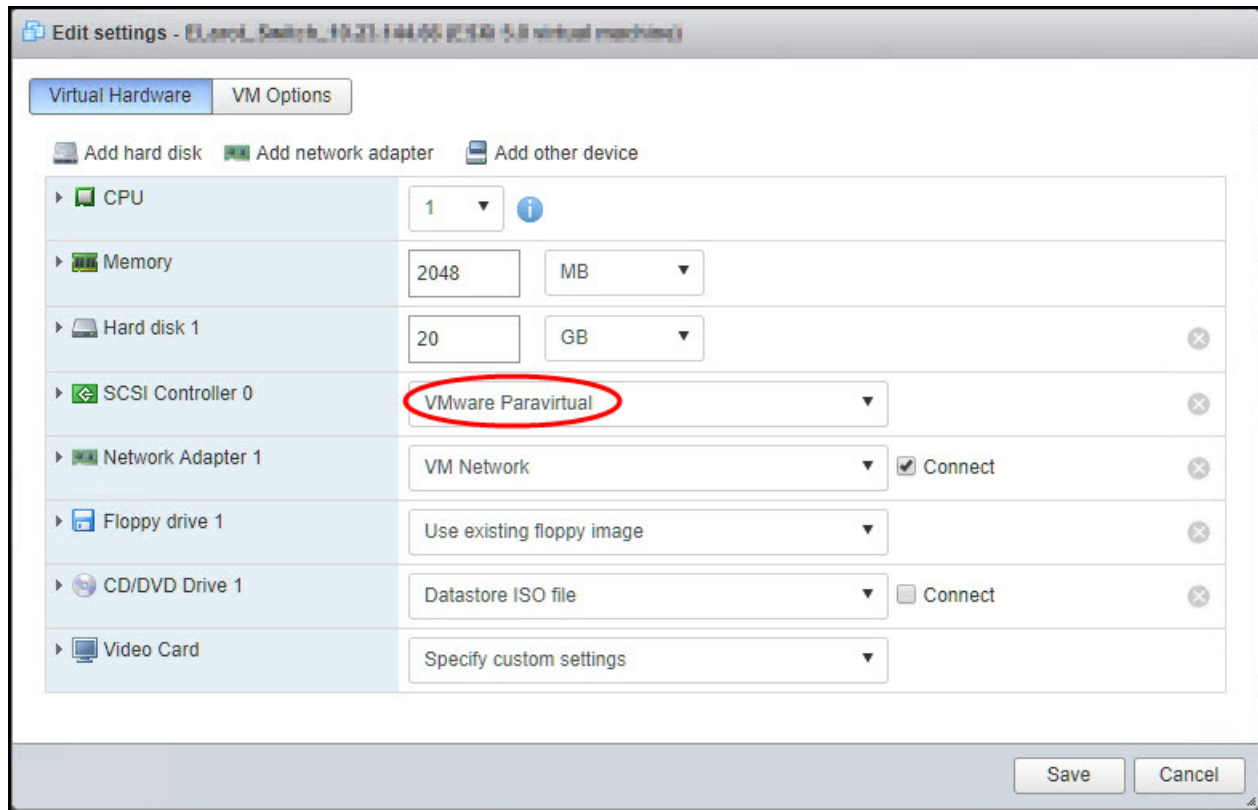 Edit settings -
Virtual Hardware VM Options
Add hard disk Add network adapter Add other device
CPU 1
Memory 2048 MB
Hard disk 1 20 GB
SCSI Controller 0 VMware Paravirtual
Network Adapter 1 VM Network Connect
Floppy drive 1 Use existing floppy image
CD/DVD Drive 1 Datastore ISO file Connect
Video Card Specify custom settings
Save Cancel